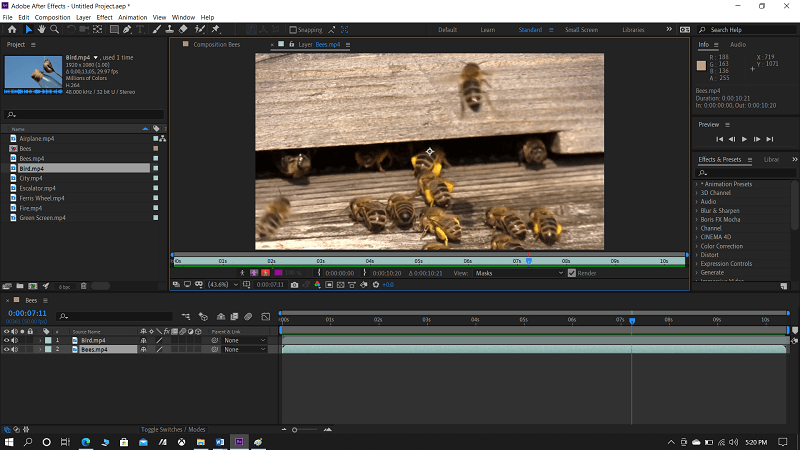 Adobe After Effects - Untitled Project.aep *
File Edit Composition Layer Effect Animation View Window Help
Snapping Default Learn Standard Small Screen Libraries Search Help
Project
Bird.mp4 , used 1 time
1920 x 1080 (1.00)
Δ 0;00;13;05, 29.97 fps
Millions of Colors
H.264
48.000 kHz / 32 bit U / Stereo
Name
Airplane.mp4
Bees
Bees.mp4
Bird.mp4
City.mp4
Escalator.mp4
Ferris Wheel.mp4
Fire.mp4
Green Screen.mp4
8 bpc
Composition Bees
Layer Bees.mp4
00s 01s 02s 03s 04s 05s 06s 07s 08s 09s 10s
0:00:00:00 0:00:10:20 Δ 0:00:10:21 View: Masks Render
(43.6%) 0:00:07:11 +0.0
Info Audio
R : 188
G : 163
B : 136
A : 255
X : 719
Y : 1071
Bees.mp4
Duration: 0:00:10:21
In: 0:00:00:00, Out: 0:00:10:20
Preview
Effects & Presets Librar
* Animation Presets
3D Channel
Audio
Blur & Sharpen
Boris FX Mocha
Channel
CINEMA 4D
Color Correction
Distort
Expression Controls
Generate
Bees
0:00:07:11
# Source Name Parent & Link
1 Bird.mp4 None
2 Bees.mp4 None
:00s 01s 02s 03s 04s 05s 06s 07s 08s 09s 10s
Toggle Switches / Modes
5:20 PM